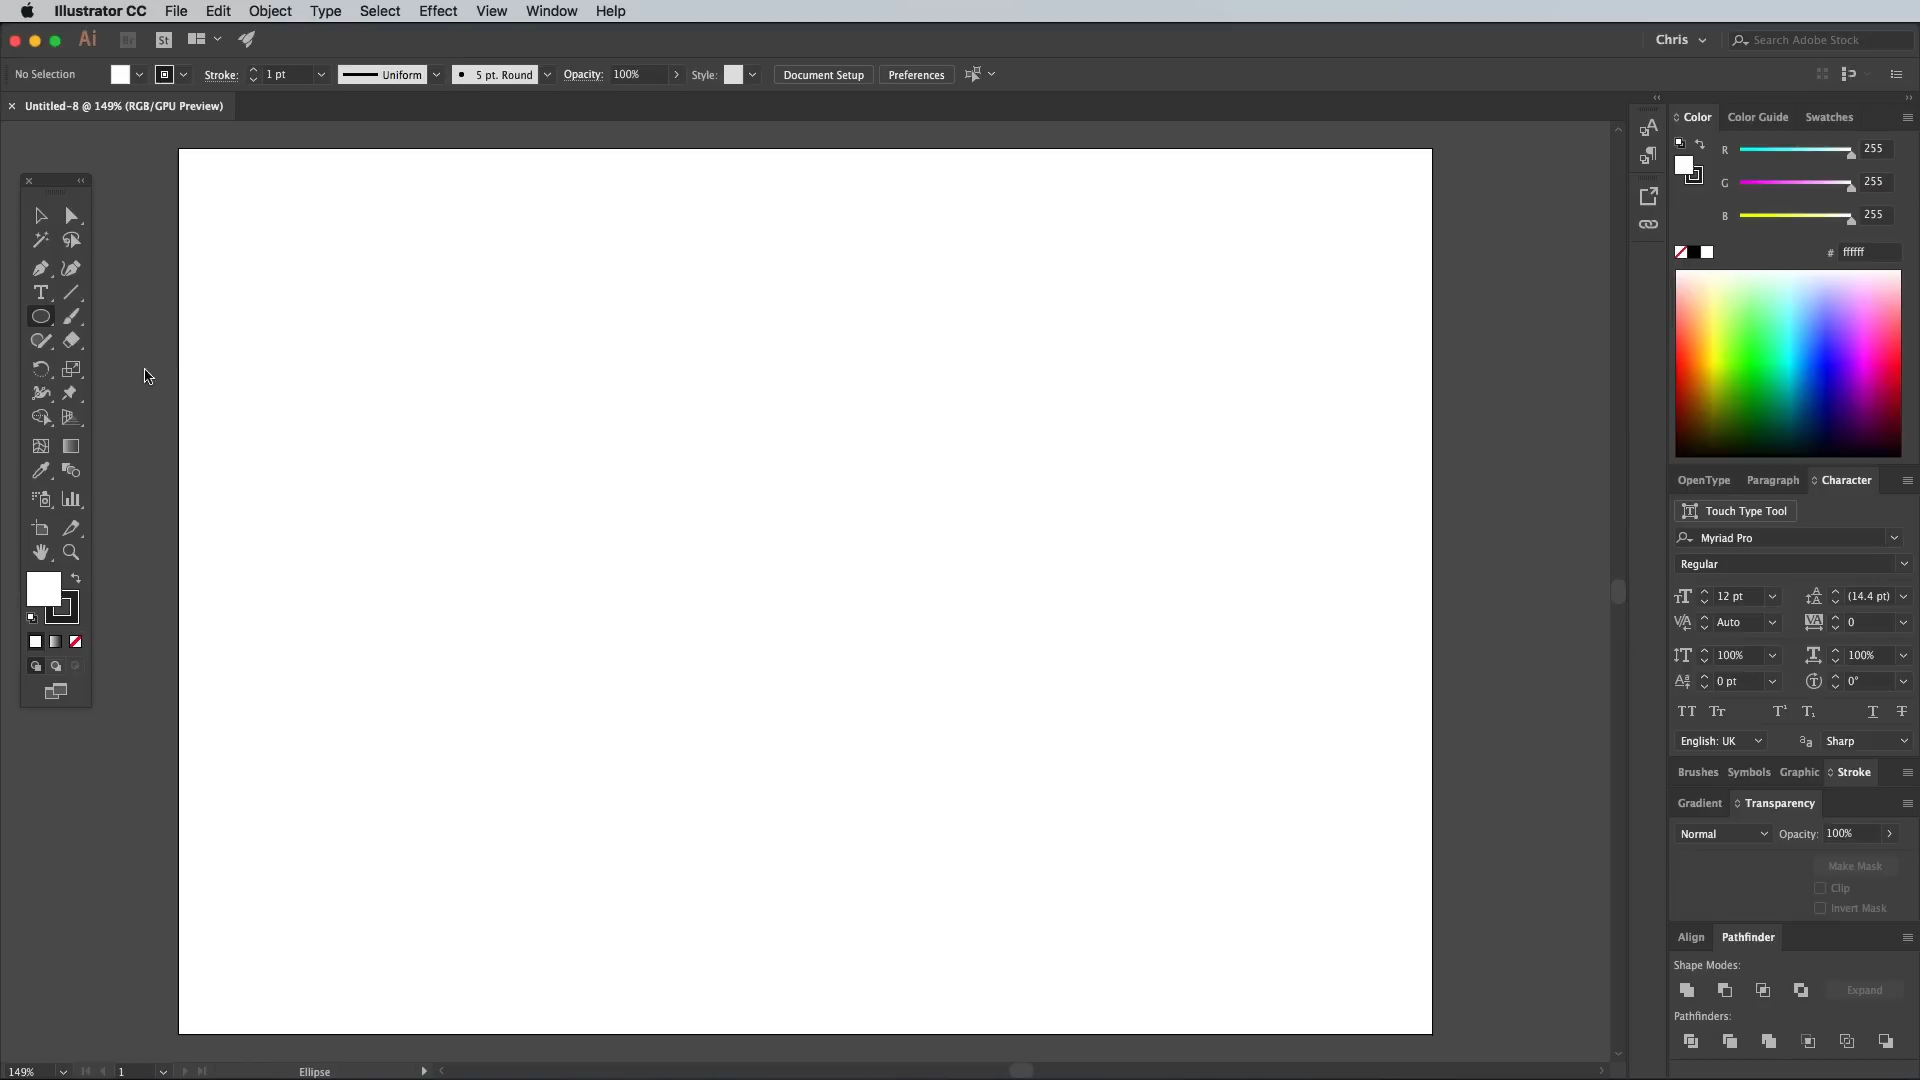 Illustrator CC File Edit Object Type Select Effect View Window Help
Ai Br St Chris Search Adobe Stock
No Selection Stroke: 1 pt Uniform 5 pt. Round Opacity: 100% Style: Document Setup Preferences
Untitled-8 @ 149% (RGB/GPU Preview)
Color Color Guide Swatches
R 255
G 255
B 255
# ffffff
OpenType Paragraph Character
Touch Type Tool
Myriad Pro
Regular
12 pt (14.4 pt)
Auto 0
100% 100%
0 pt 0°
English: UK Sharp
Brushes Symbols Graphic Stroke
Gradient Transparency
Normal Opacity: 100%
Make Mask
Clip
Invert Mask
Align Pathfinder
Shape Modes:
Expand
Pathfinders:
149% 1 Ellipse